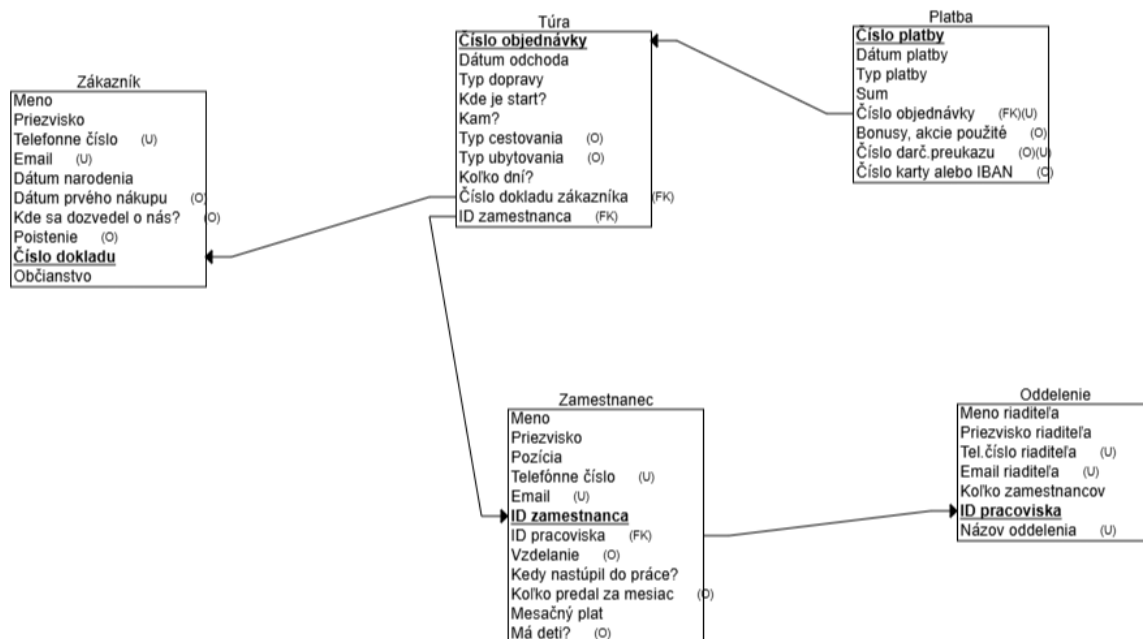 Zákazník
Meno
Priezvisko
Telefonne číslo (U)
Email (U)
Dátum narodenia
Dátum prvého nákupu (O)
Kde sa dozvedel o nás? (O)
Poistenie (O)
Číslo dokladu
Občianstvo
Túra
Číslo objednávky
Dátum odchoda
Typ dopravy
Kde je start?
Kam?
Typ cestovania (O)
Typ ubytovania (O)
Koľko dní?
Číslo dokladu zákazníka (FK)
ID zamestnanca (FK)
Platba
Číslo platby
Dátum platby
Typ platby
Sum
Číslo objednávky (FK)(U)
Bonusy, akcie použité (O)
Číslo darč.preukazu (O)(U)
Číslo karty alebo IBAN (O)
Zamestnanec
Meno
Priezvisko
Pozícia
Telefónne číslo (U)
Email (U)
ID zamestnanca
ID pracoviska (FK)
Vzdelanie (O)
Kedy nastúpil do práce?
Koľko predal za mesiac (O)
Mesačný plat
Má deti? (O)
Oddelenie
Meno riaditeľa
Priezvisko riaditeľa
Tel.číslo riaditeľa (U)
Email riaditeľa (U)
Koľko zamestnancov
ID pracoviska
Názov oddelenia (U)